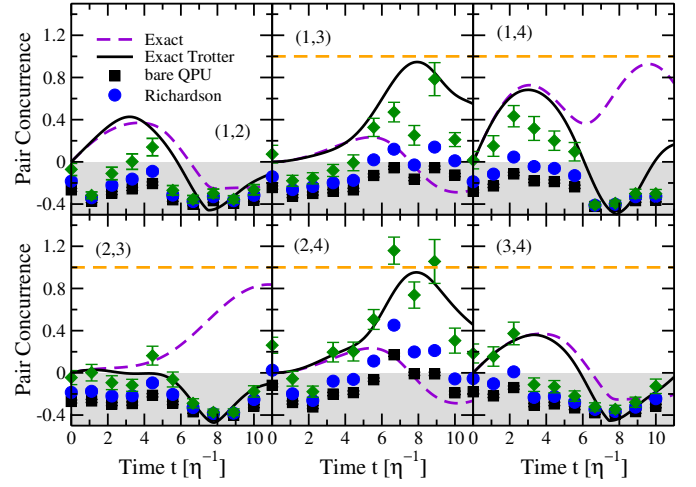 Pair Concurrence
1.2
0.8
0.4
0
-0.4
Exact
Exact Trotter
bare QPU
Richardson
(1,2)
(1,3)
(1,4)
Pair Concurrence
1.2
0.8
0.4
0
-0.4
(2,3)
(2,4)
(3,4)
0 2 4 6 8 10
0 2 4 6 8 10
0 2 4 6 8 10
Time t [η⁻¹]
Time t [η⁻¹]
Time t [η⁻¹]